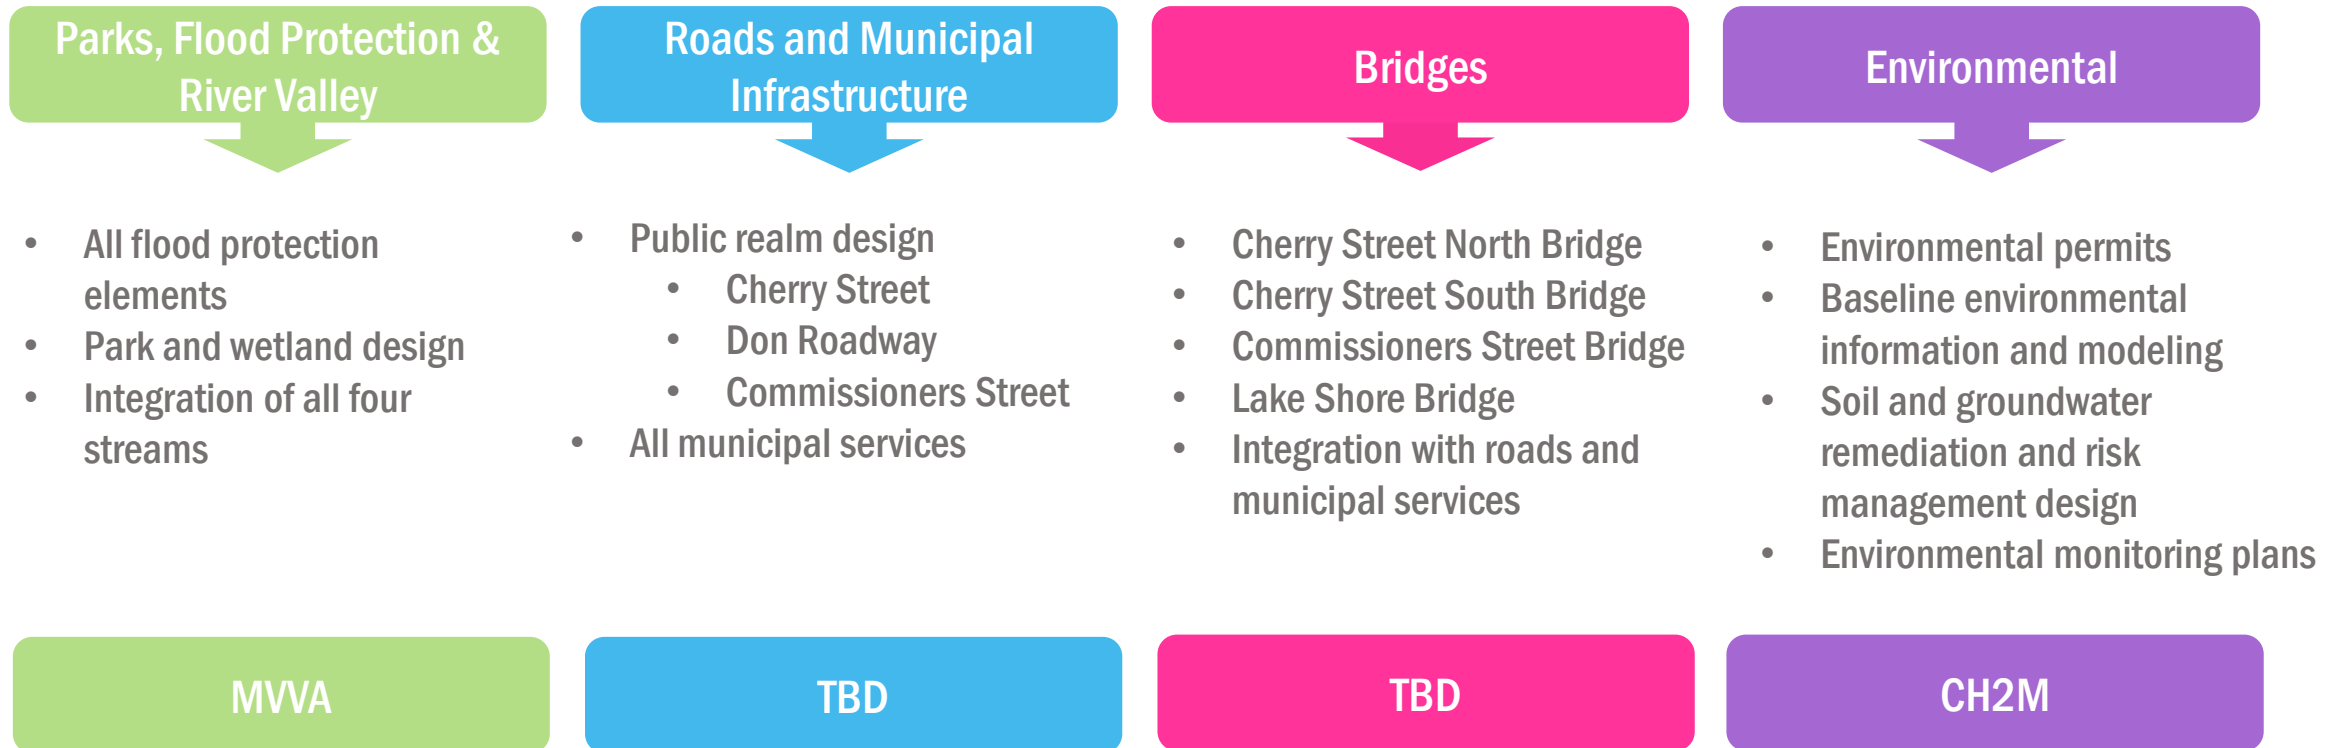 Parks, Flood Protection &
River Valley
• All flood protection
elements
• Park and wetland design
• Integration of all four
streams
MVVA
Roads and Municipal
Infrastructure
• Public realm design
• Cherry Street
• Don Roadway
• Commissioners Street
• All municipal services
TBD
Bridges
• Cherry Street North Bridge
• Cherry Street South Bridge
• Commissioners Street Bridge
• Lake Shore Bridge
• Integration with roads and
municipal services
TBD
Environmental
• Environmental permits
• Baseline environmental
information and modeling
• Soil and groundwater
remediation and risk
management design
• Environmental monitoring plans
CH2M